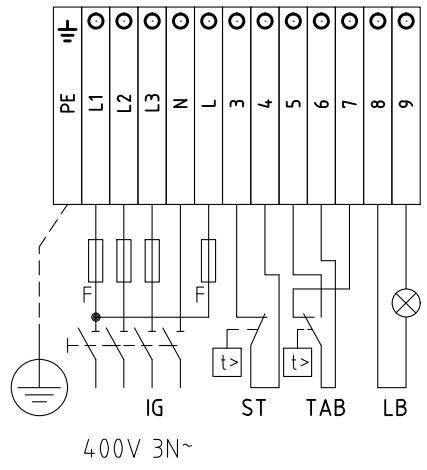 PE L1 L2 L3 N L 3 4 5 6 7 8 9
F F
t> t>
IG ST TAB LB
400V 3N~